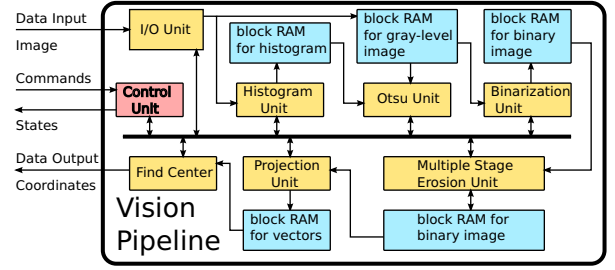 Data Input
Image
I/O Unit
block RAM
for histogram
block RAM
for gray-level
image
block RAM
for binary
image
Commands
States
Control
Unit
Histogram
Unit
Otsu Unit
Binarization
Unit
Data Output
Coordinates
Find Center
Projection
Unit
Multiple Stage
Erosion Unit
Vision
Pipeline
block RAM
for vectors
block RAM for
binary image